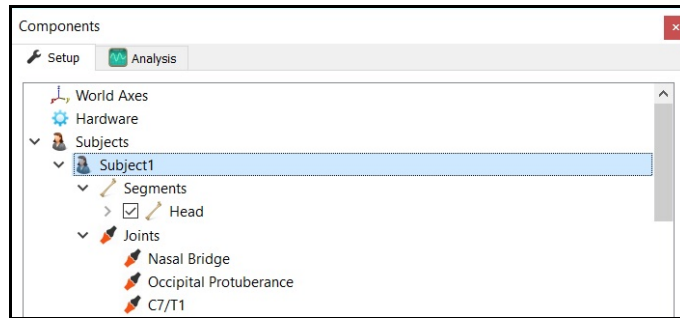 Components
Setup Analysis
World Axes
Hardware
Subjects
Subject1
Segments
Head
Joints
Nasal Bridge
Occipital Protuberance
C7/T1